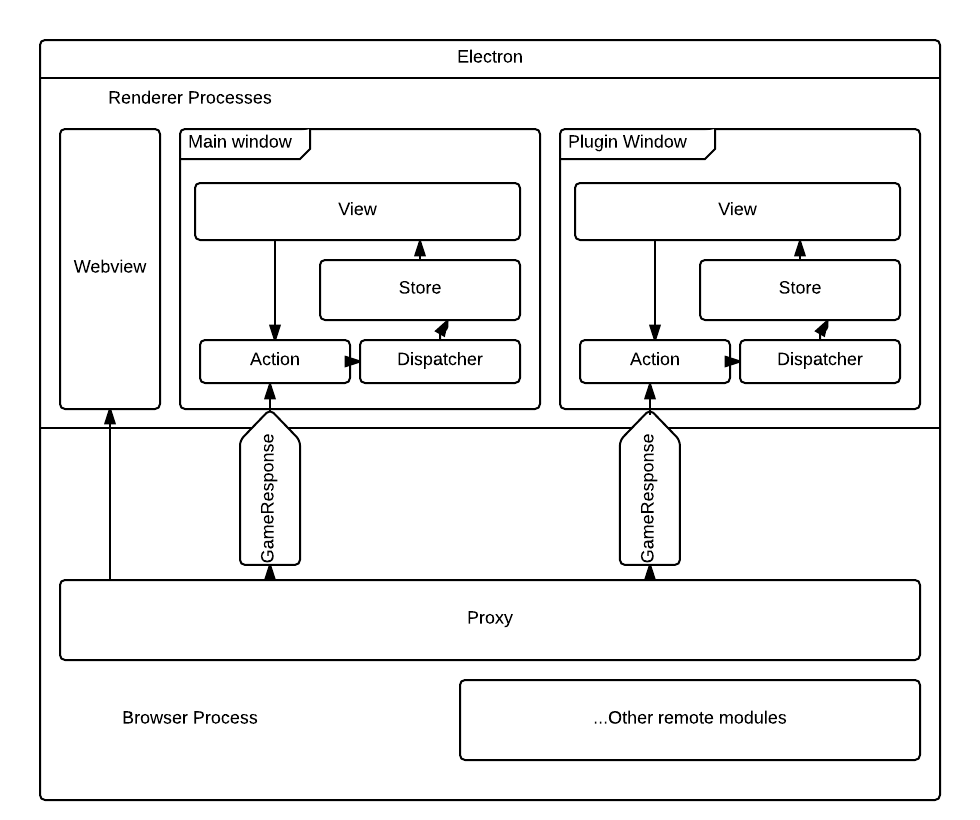 Electron
Renderer Processes
Webview
Main window
View
Store
Action
Dispatcher
Plugin Window
View
Store
Action
Dispatcher
GameResponse
GameResponse
Proxy
Browser Process
...Other remote modules